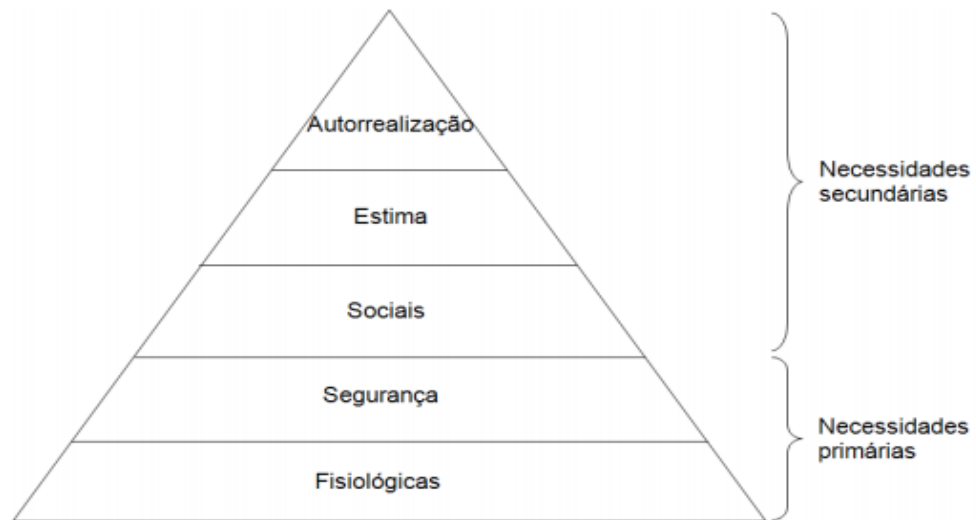 Autorrealização
Estima
Sociais
Segurança
Fisiológicas
Necessidades
secundárias
Necessidades
primárias